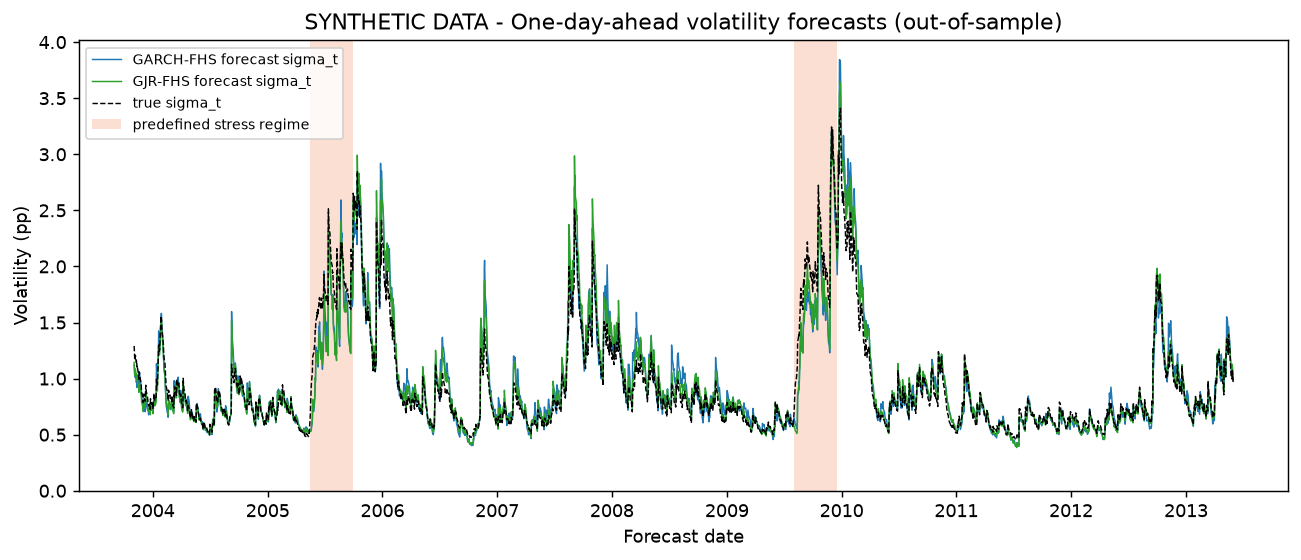 SYNTHETIC DATA - One-day-ahead volatility forecasts (out-of-sample)
GARCH-FHS forecast sigma_t
GJR-FHS forecast sigma_t
true sigma_t
predefined stress regime
Volatility (pp)
4.0
3.5
3.0
2.5
2.0
1.5
1.0
0.5
0.0
2004 2005 2006 2007 2008 2009 2010 2011 2012 2013
Forecast date